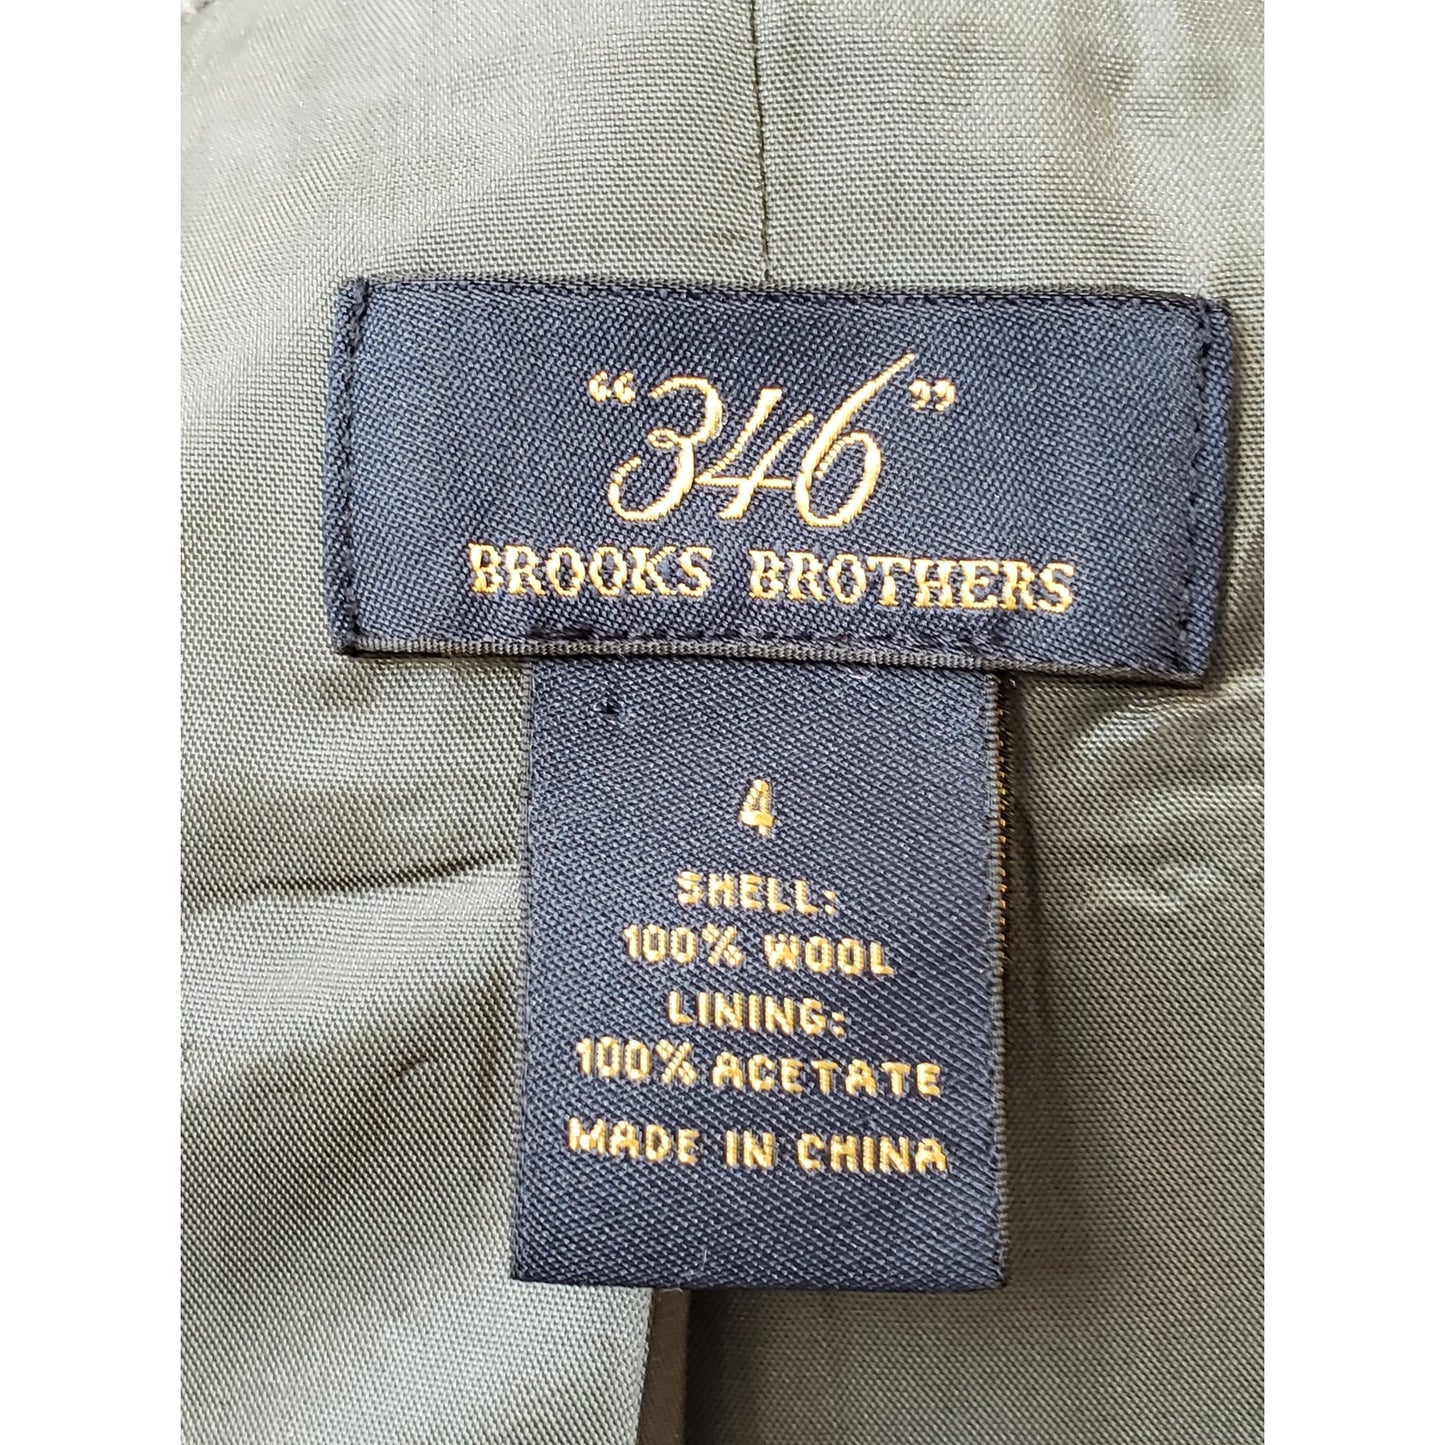 “346”
BROOKS BROTHERS
4
SHELL:
100% WOOL
LINING:
100% ACETATE
MADE IN CHINA